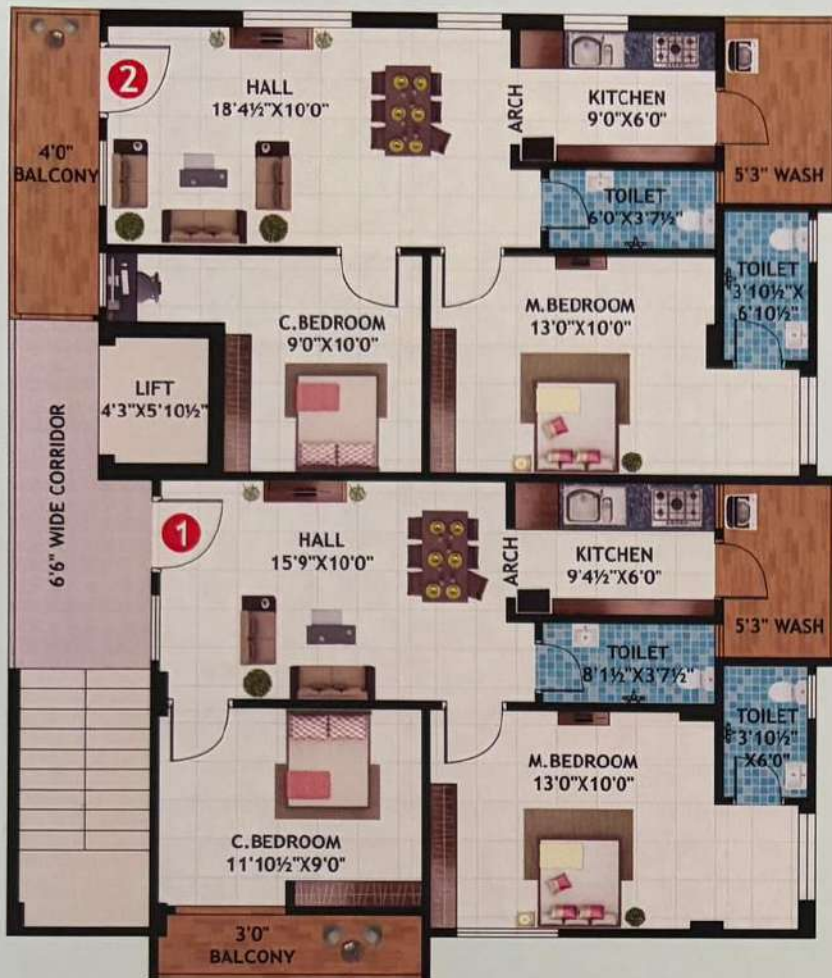 2
HALL
18'4½"X10'0"
ARCH
KITCHEN
9'0"X6'0"
4'0"
BALCONY
5'3" WASH
TOILET
6'0"X3'7½"
TOILET
3'10½"X
6'10½"
C.BEDROOM
9'0"X10'0"
M.BEDROOM
13'0"X10'0"
LIFT
4'3"X5'10½"
6'6" WIDE CORRIDOR
1
HALL
15'9"X10'0"
ARCH
KITCHEN
9'4½"X6'0"
5'3" WASH
TOILET
8'1½"X3'7½"
TOILET
3'10½"
X6'0"
M.BEDROOM
13'0"X10'0"
C.BEDROOM
11'10½"X9'0"
3'0"
BALCONY